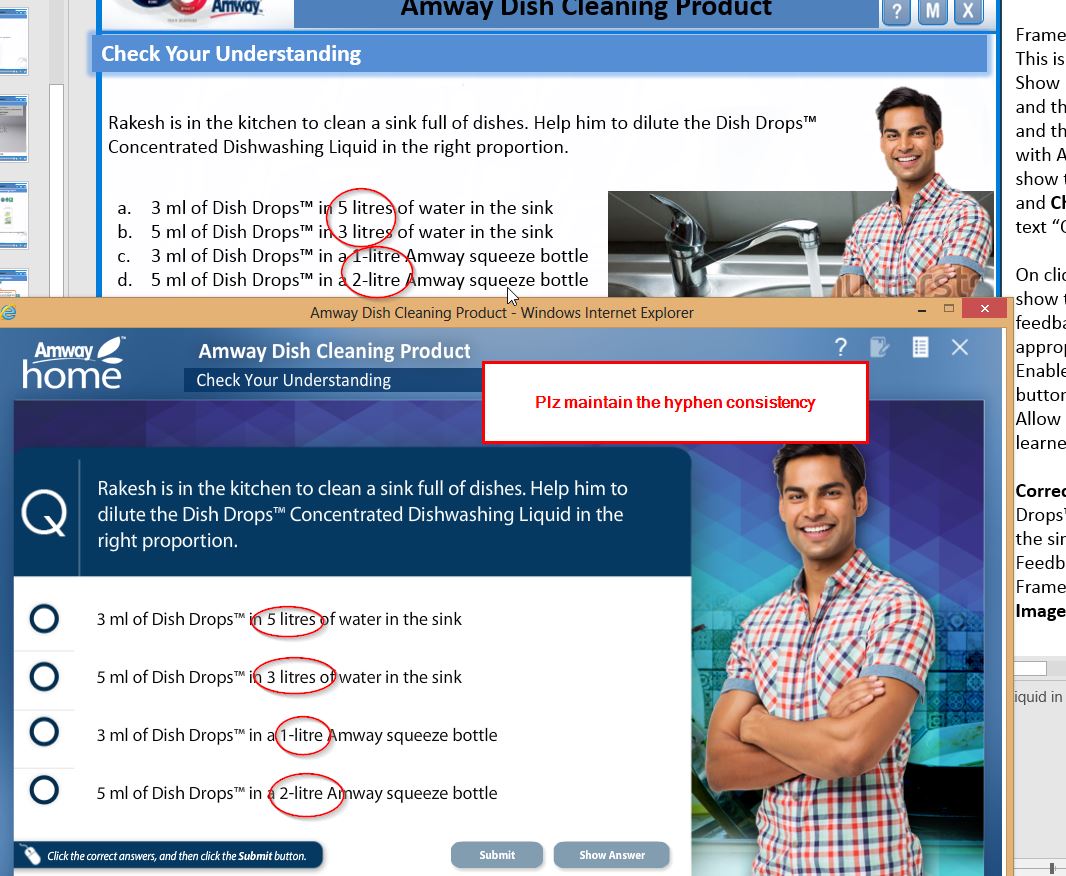 Amway
Amway Dish Cleaning Product
? M X
Check Your Understanding
Rakesh is in the kitchen to clean a sink full of dishes. Help him to dilute the Dish Drops™
Concentrated Dishwashing Liquid in the right proportion.
a. 3 ml of Dish Drops™ in 5 litres of water in the sink
b. 5 ml of Dish Drops™ in 3 litres of water in the sink
c. 3 ml of Dish Drops™ in a 1-litre Amway squeeze bottle
d. 5 ml of Dish Drops™ in a 2-litre Amway squeeze bottle
Frame
This is
Show
and th
and th
with A
show t
and Ch
text “C
On clic
show t
feedba
approp
Enable
button
Allow
learne
Correc
Drops™
the sin
Feedb
Frame
Image
iquid in
Amway Dish Cleaning Product - Windows Internet Explorer
Amway™
home
Amway Dish Cleaning Product
?
Check Your Understanding
Plz maintain the hyphen consistency
Q
Rakesh is in the kitchen to clean a sink full of dishes. Help him to
dilute the Dish Drops™ Concentrated Dishwashing Liquid in the
right proportion.
3 ml of Dish Drops™ in 5 litres of water in the sink
5 ml of Dish Drops™ in 3 litres of water in the sink
3 ml of Dish Drops™ in a 1-litre Amway squeeze bottle
5 ml of Dish Drops™ in a 2-litre Amway squeeze bottle
Click the correct answers, and then click the Submit button.
Submit
Show Answer